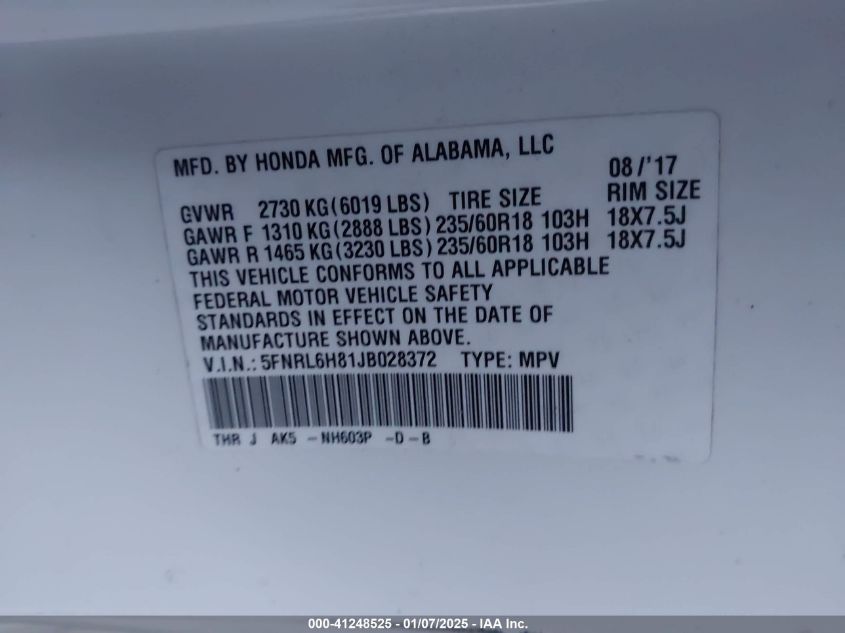 MFD. BY HONDA MFG. OF ALABAMA, LLC 08/'17
GVWR 2730 KG(6019 LBS) TIRE SIZE RIM SIZE
GAWR F 1310 KG(2888 LBS) 235/60R18 103H 18X7.5J
GAWR R 1465 KG(3230 LBS) 235/60R18 103H 18X7.5J
THIS VEHICLE CONFORMS TO ALL APPLICABLE
FEDERAL MOTOR VEHICLE SAFETY
STANDARDS IN EFFECT ON THE DATE OF
MANUFACTURE SHOWN ABOVE.
V.I.N.: 5FNRL6H81JB028372 TYPE: MPV
THR J AK5 -NH603P -D-B
000-41248525 - 01/07/2025 - IAA Inc.